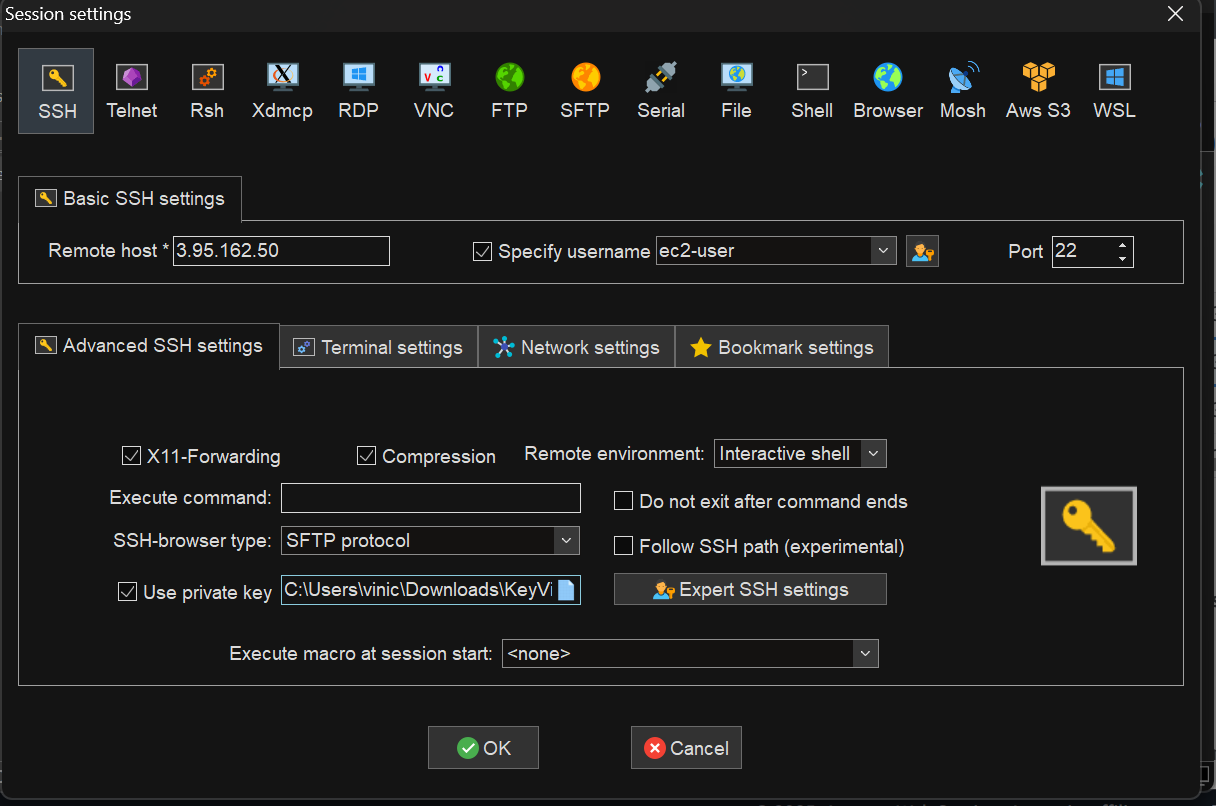 Session settings
SSH Telnet Rsh Xdmcp RDP VNC FTP SFTP Serial File Shell Browser Mosh Aws S3 WSL
Basic SSH settings
Remote host * 3.95.162.50 Specify username ec2-user Port 22
Advanced SSH settings Terminal settings Network settings Bookmark settings
X11-Forwarding Compression Remote environment: Interactive shell
Execute command: Do not exit after command ends
SSH-browser type: SFTP protocol Follow SSH path (experimental)
Use private key C:\Users\vinic\Downloads\KeyVi Expert SSH settings
Execute macro at session start: <none>
OK Cancel